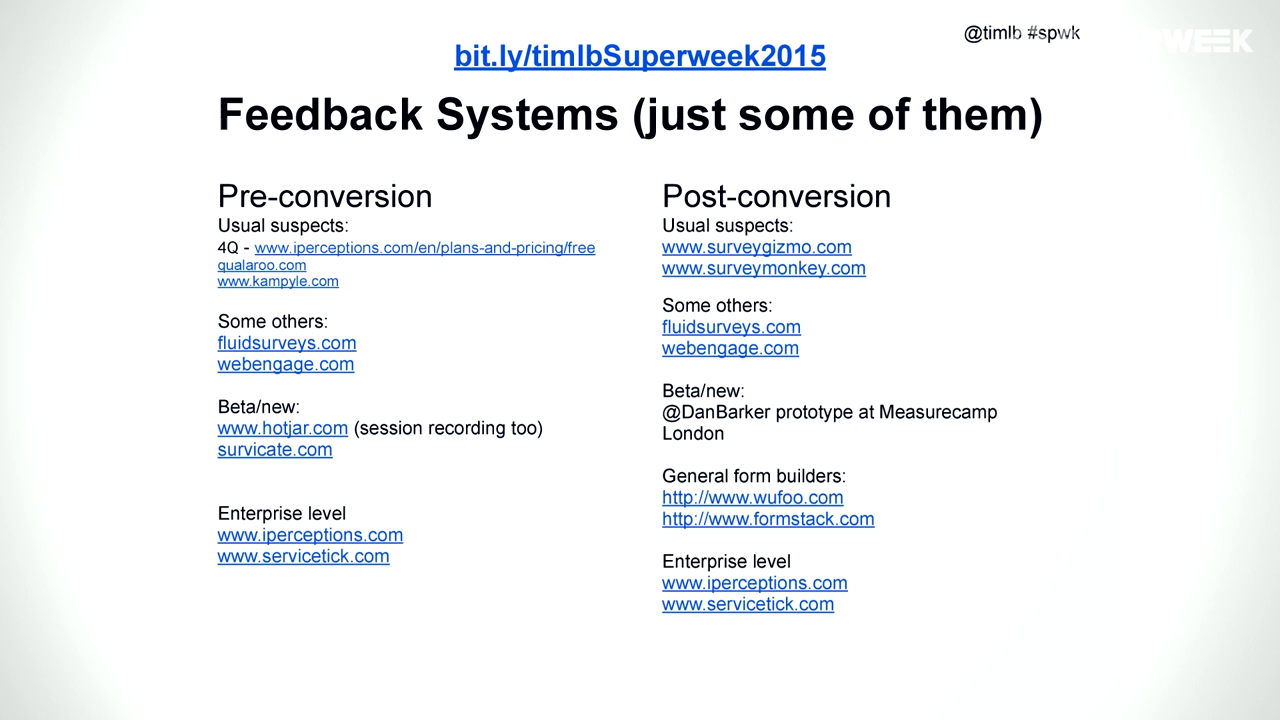 @timlb #spwk
WEEK
bit.ly/timlbSuperweek2015
Feedback Systems (just some of them)
Pre-conversion
Usual suspects:
4Q - www.iperceptions.com/en/plans-and-pricing/free
qualaroo.com
www.kampyle.com
Some others:
fluidsurveys.com
webengage.com
Beta/new:
www.hotjar.com (session recording too)
survicate.com
Enterprise level
www.iperceptions.com
www.servicetick.com
Post-conversion
Usual suspects:
www.surveygizmo.com
www.surveymonkey.com
Some others:
fluidsurveys.com
webengage.com
Beta/new:
@DanBarker prototype at Measurecamp
London
General form builders:
http://www.wufoo.com
http://www.formstack.com
Enterprise level
www.iperceptions.com
www.servicetick.com